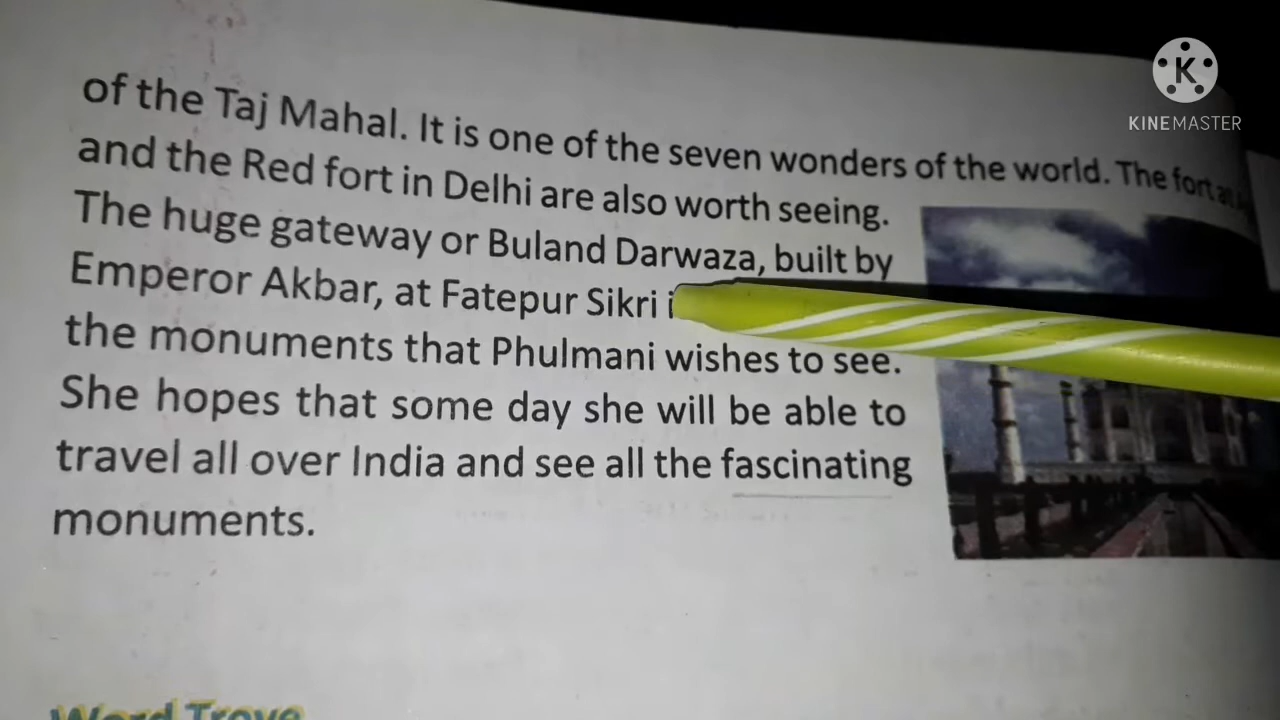 of the Taj Mahal. It is one of the seven wonders of the world. The fort at
and the Red fort in Delhi are also worth seeing.
The huge gateway or Buland Darwaza, built by
Emperor Akbar, at Fatepur Sikri
the monuments that Phulmani wishes to see.
She hopes that some day she will be able to
travel all over India and see all the fascinating
monuments.
Word Trove
KINEMASTER